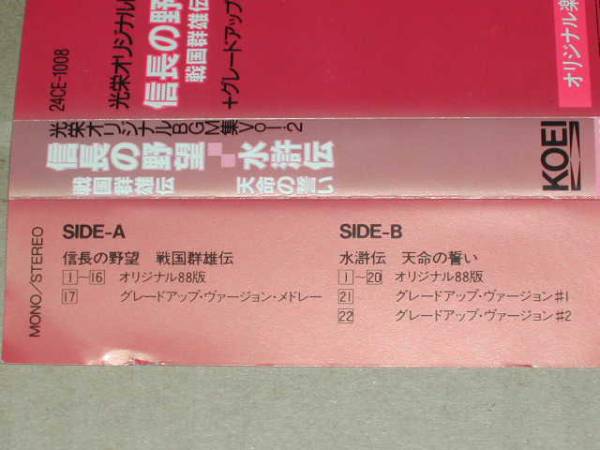 24CE-1008
光栄オリジナル
信長の野
戦国群雄伝
+グレードアップ・
オリジナル楽
光栄オリジナルBGM集Vol.2
信長の野望 水滸伝
戦国群雄伝 天命の誓い
KOEI
MONO/STEREO
SIDE-A
信長の野望 戦国群雄伝
1~16 オリジナル88版
17 グレードアップ・ヴァージョン・メドレー
SIDE-B
水滸伝 天命の誓い
1~20 オリジナル88版
21 グレードアップ・ヴァージョン#1
22 グレードアップ・ヴァージョン#2